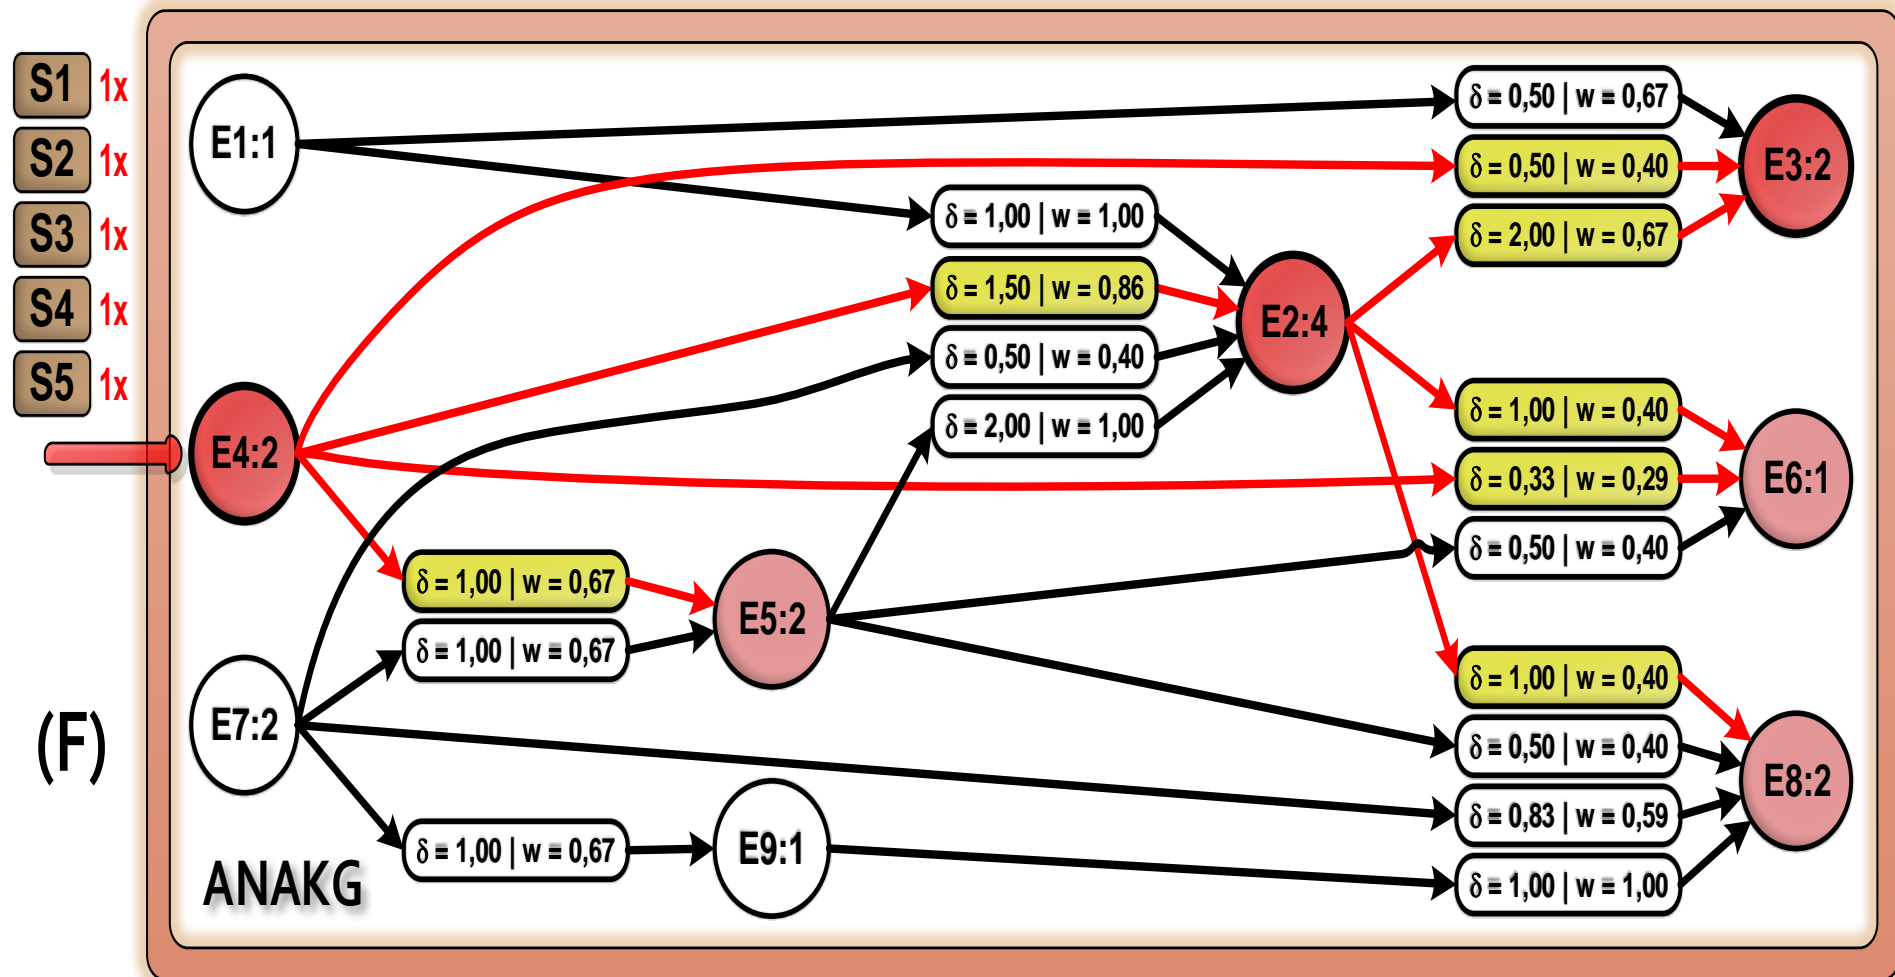 S1 1x
S2 1x
S3 1x
S4 1x
S5 1x
(F)
ANAKG
E1:1
E4:2
E7:2
δ = 1,00 | w = 0,67
δ = 1,00 | w = 0,67
δ = 1,00 | w = 0,67
E5:2
E9:1
δ = 1,00 | w = 1,00
δ = 1,50 | w = 0,86
δ = 0,50 | w = 0,40
δ = 2,00 | w = 1,00
E2:4
δ = 0,50 | w = 0,67
δ = 0,50 | w = 0,40
δ = 2,00 | w = 0,67
δ = 1,00 | w = 0,40
δ = 0,33 | w = 0,29
δ = 0,50 | w = 0,40
δ = 1,00 | w = 0,40
δ = 0,50 | w = 0,40
δ = 0,83 | w = 0,59
δ = 1,00 | w = 1,00
E3:2
E6:1
E8:2